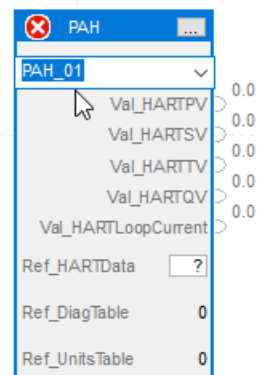 PAH ...
PAH_01
0.0
Val_HARTPV
0.0
Val_HARTSV
0.0
Val_HARTTV
0.0
Val_HARTQV
0.0
Val_HARTLoopCurrent
Ref_HARTData ?
Ref_DiagTable 0
Ref_UnitsTable 0